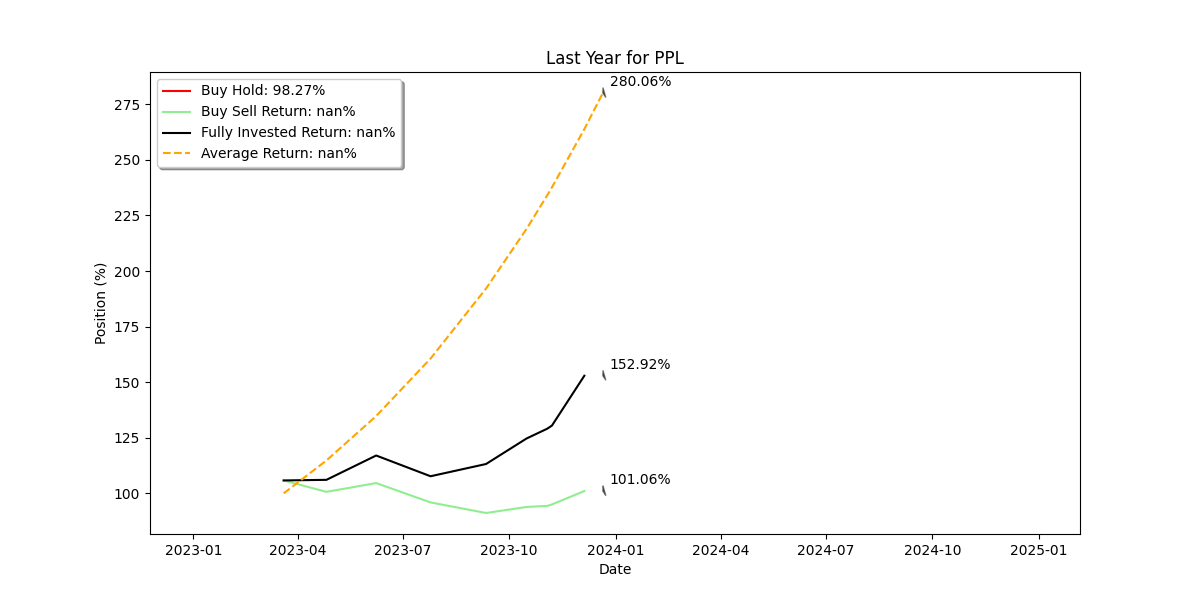 Last Year for PPL
Buy Hold: 98.27%
Buy Sell Return: nan%
Fully Invested Return: nan%
Average Return: nan%
280.06%
152.92%
101.06%
Position (%)
275
250
225
200
175
150
125
100
2023-01 2023-04 2023-07 2023-10 2024-01 2024-04 2024-07 2024-10 2025-01
Date